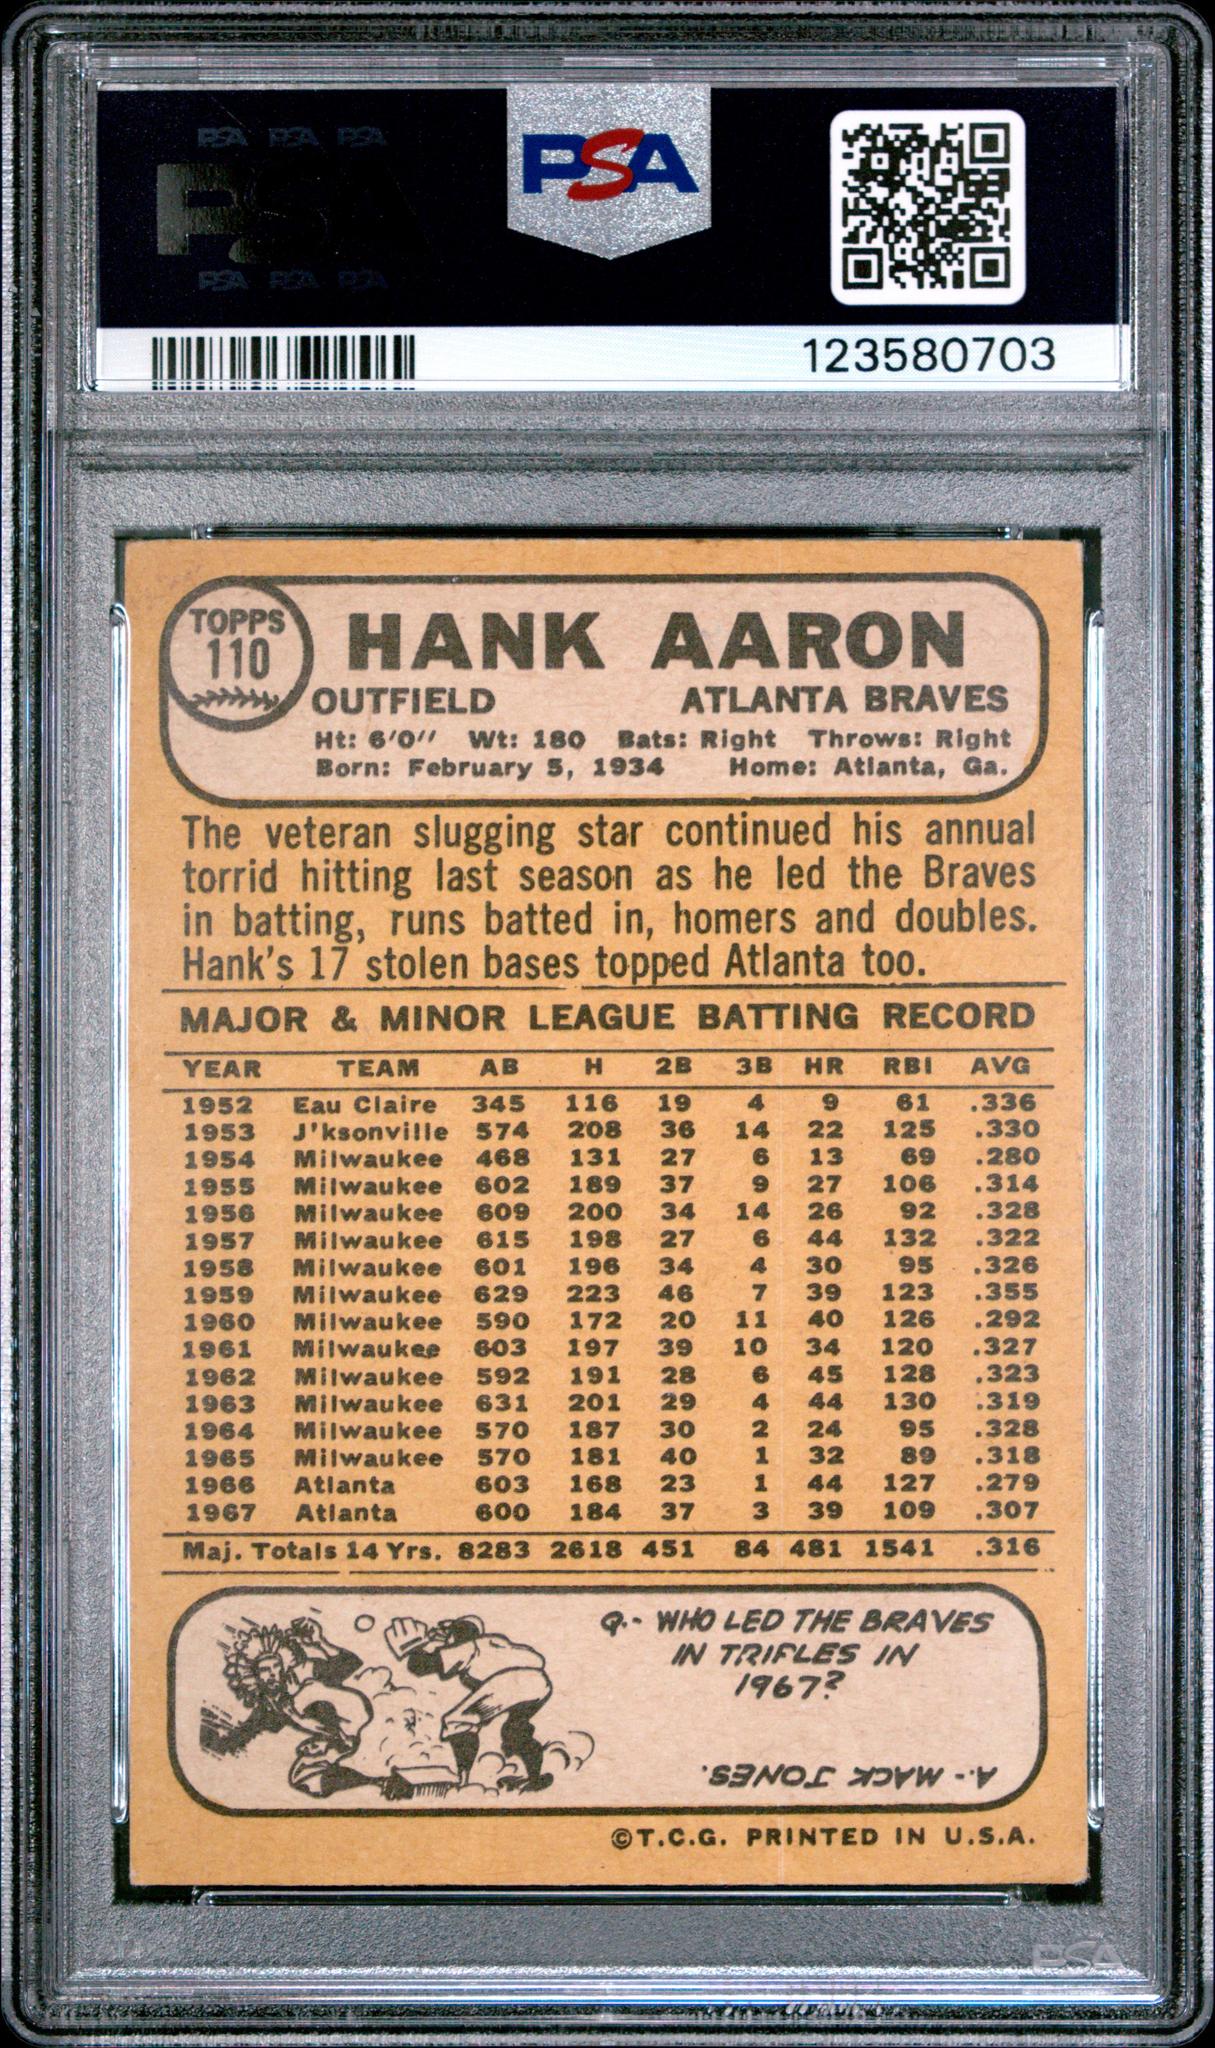 PSA PSA PSA
PSA
PSA PSA PSA
PSA
123580703
TOPPS
110
HANK AARON
OUTFIELD ATLANTA BRAVES
Ht: 6'0" Wt: 180 Bats: Right Throws: Right
Born: February 5, 1934 Home: Atlanta, Ga.
The veteran slugging star continued his annual
torrid hitting last season as he led the Braves
in batting, runs batted in, homers and doubles.
Hank's 17 stolen bases topped Atlanta too.
MAJOR & MINOR LEAGUE BATTING RECORD
YEAR TEAM AB H 2B 3B HR RBI AVG
1952 Eau Claire 345 116 19 4 9 61 .336
1953 J'ksonville 574 208 36 14 22 125 .330
1954 Milwaukee 468 131 27 6 13 69 .280
1955 Milwaukee 602 189 37 9 27 106 .314
1956 Milwaukee 609 200 34 14 26 92 .328
1957 Milwaukee 615 198 27 6 44 132 .322
1958 Milwaukee 601 196 34 4 30 95 .326
1959 Milwaukee 629 223 46 7 39 123 .355
1960 Milwaukee 590 172 20 11 40 126 .292
1961 Milwaukee 603 197 39 10 34 120 .327
1962 Milwaukee 592 191 28 6 45 128 .323
1963 Milwaukee 631 201 29 4 44 130 .319
1964 Milwaukee 570 187 30 2 24 95 .328
1965 Milwaukee 570 181 40 1 32 89 .318
1966 Atlanta 603 168 23 1 44 127 .279
1967 Atlanta 600 184 37 3 39 109 .307
Maj. Totals 14 Yrs. 8283 2618 451 84 481 1541 .316
Q.- WHO LED THE BRAVES
IN TRIPLES IN
1967?
A.- MACK JONES.
©T.C.G. PRINTED IN U.S.A.
PSA